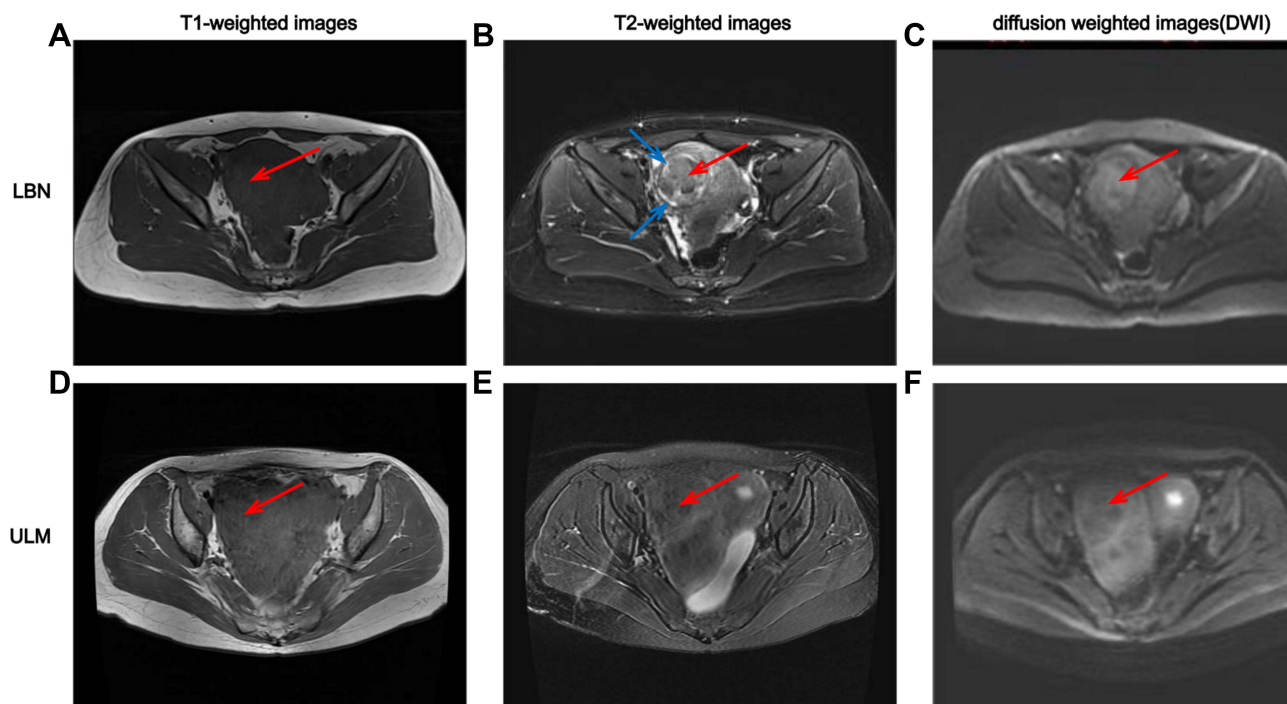 T1-weighted images
T2-weighted images
diffusion weighted images(DWI)
A
B
C
LBN
D
E
F
ULM